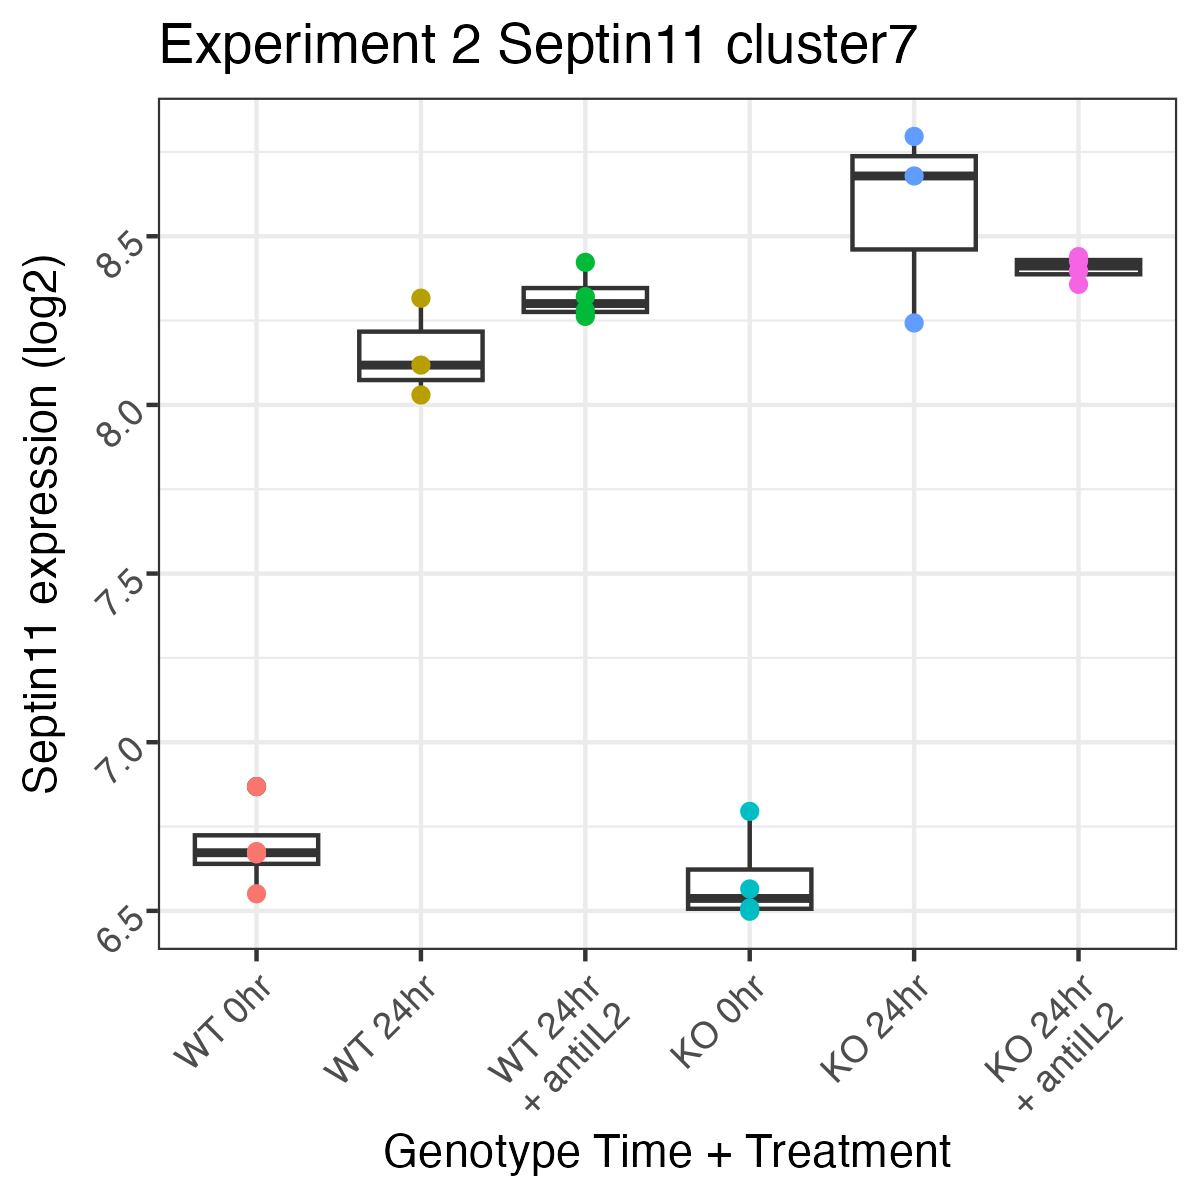 Experiment 2 Septin11 cluster7
Septin11 expression (log2)
8.5
8.0
7.5
7.0
6.5
WT 0hr
WT 24hr
WT 24hr
+ antiIL2
KO 0hr
KO 24hr
KO 24hr
+ antiIL2
Genotype Time + Treatment